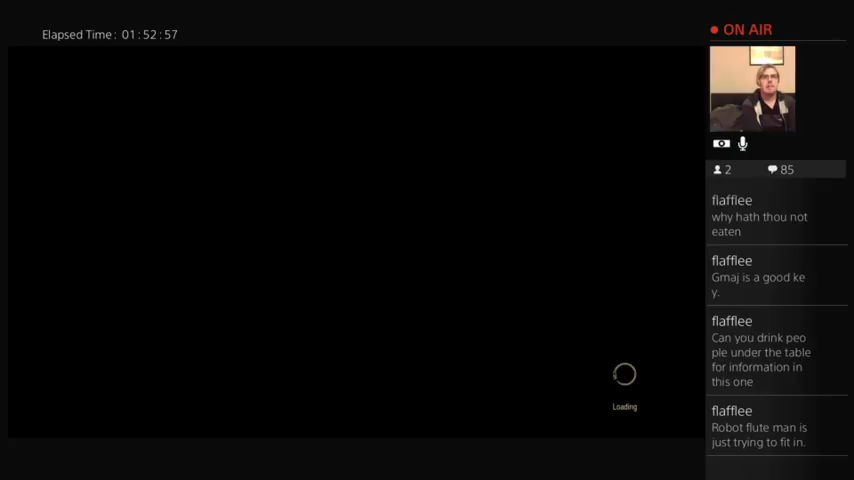 Elapsed Time: 01:52:57
ON AIR
2 85
flafflee
why hath thou not
eaten
flafflee
Gmaj is a good ke
y.
flafflee
Can you drink peo
ple under the table
for information in
this one
flafflee
Robot flute man is
just trying to fit in.
Loading